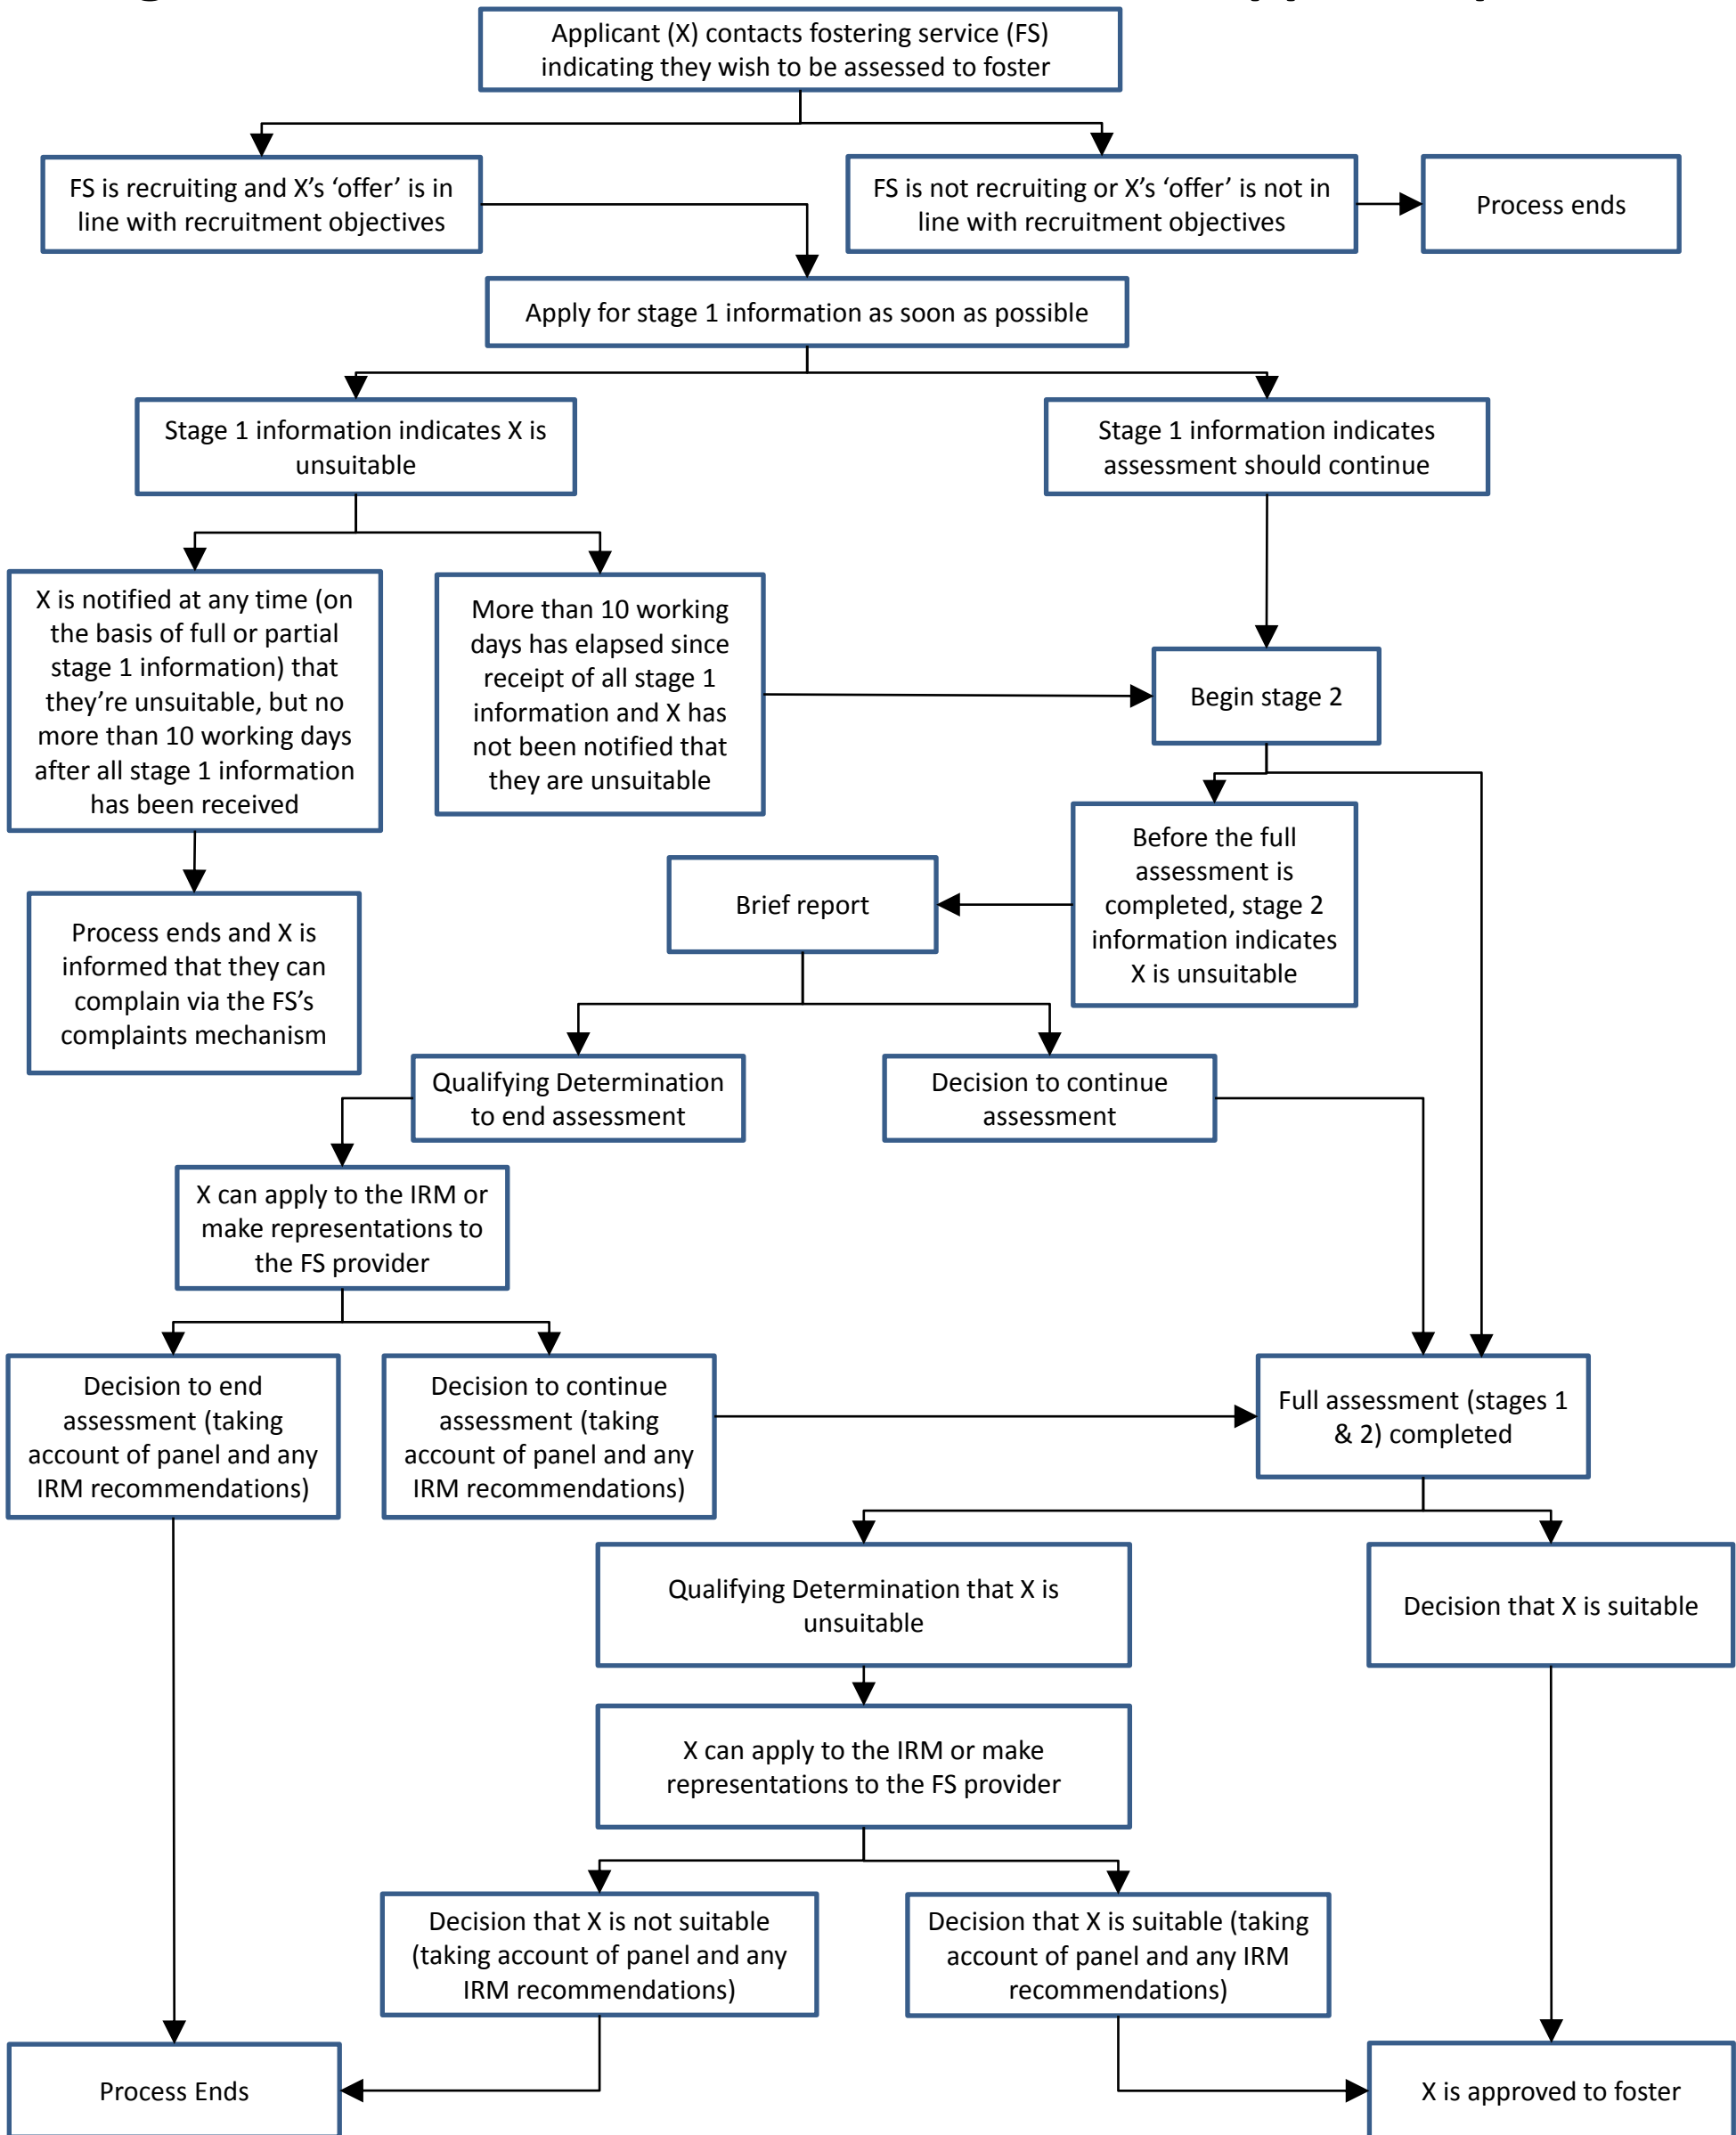 Applicant (X) contacts fostering service (FS)
indicating they wish to be assessed to foster
FS is recruiting and X’s ‘offer’ is in
line with recruitment objectives
FS is not recruiting or X’s ‘offer’ is not in
line with recruitment objectives
Process ends
Apply for stage 1 information as soon as possible
Stage 1 information indicates X is
unsuitable
Stage 1 information indicates
assessment should continue
X is notified at any time (on
the basis of full or partial
stage 1 information) that
they’re unsuitable, but no
more than 10 working days
after all stage 1 information
has been received
More than 10 working
days has elapsed since
receipt of all stage 1
information and X has
not been notified that
they are unsuitable
Begin stage 2
Before the full
assessment is
completed, stage 2
information indicates
X is unsuitable
Brief report
Process ends and X is
informed that they can
complain via the FS’s
complaints mechanism
Qualifying Determination
to end assessment
Decision to continue
assessment
X can apply to the IRM or
make representations to
the FS provider
Decision to end
assessment (taking
account of panel and any
IRM recommendations)
Decision to continue
assessment (taking
account of panel and any
IRM recommendations)
Full assessment (stages 1
& 2) completed
Qualifying Determination that X is
unsuitable
Decision that X is suitable
X can apply to the IRM or make
representations to the FS provider
Decision that X is not suitable
(taking account of panel and any
IRM recommendations)
Decision that X is suitable (taking
account of panel and any IRM
recommendations)
Process Ends
X is approved to foster